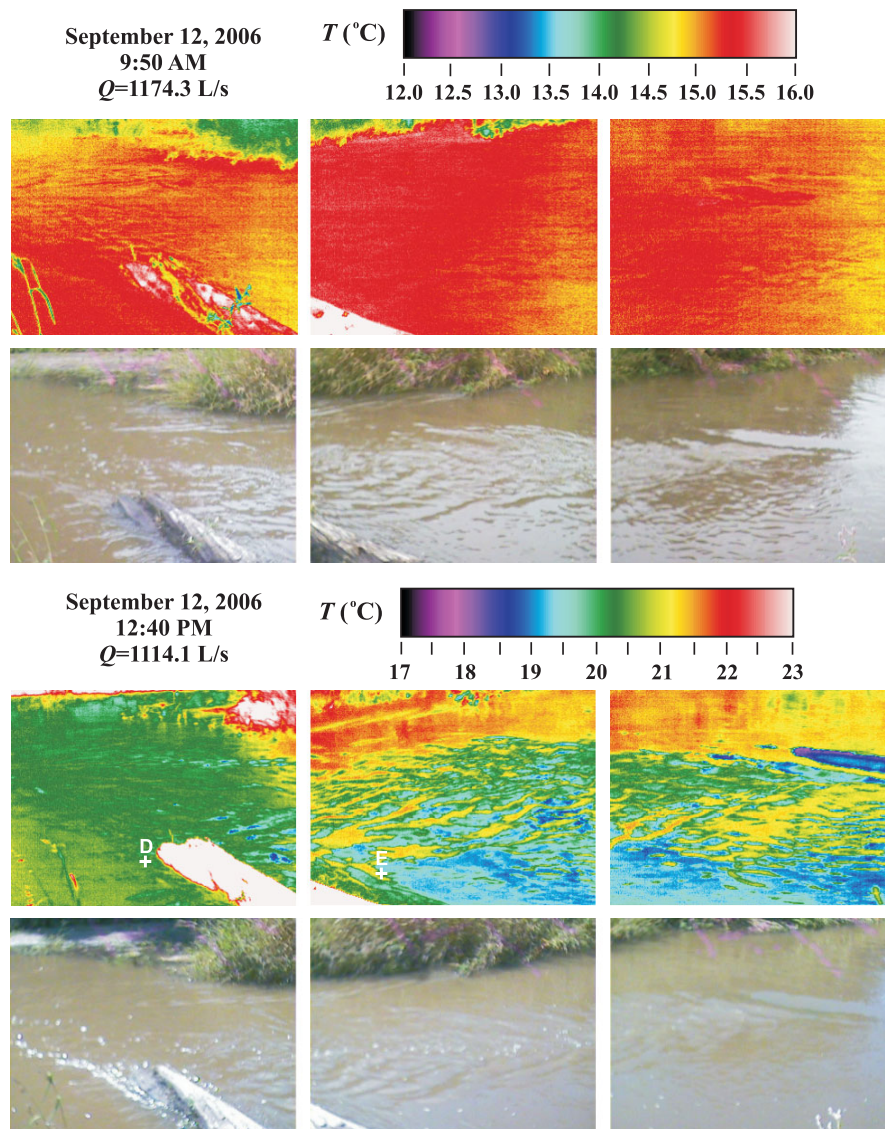 September 12, 2006
9:50 AM
Q=1174.3 L/s
T (°C)
12.0 12.5 13.0 13.5 14.0 14.5 15.0 15.5 16.0
September 12, 2006
12:40 PM
Q=1114.1 L/s
T (°C)
17 18 19 20 21 22 23
D
E